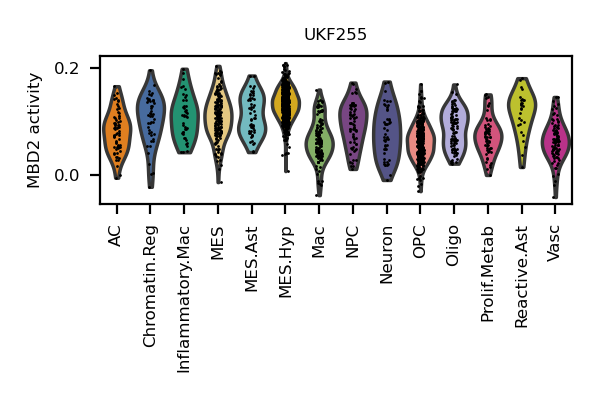 UKF255
MBD2 activity
0.2
0.0
AC
Chromatin.Reg
Inflammatory.Mac
MES
MES.Ast
MES.Hyp
Mac
NPC
Neuron
OPC
Oligo
Prolif.Metab
Reactive.Ast
Vasc